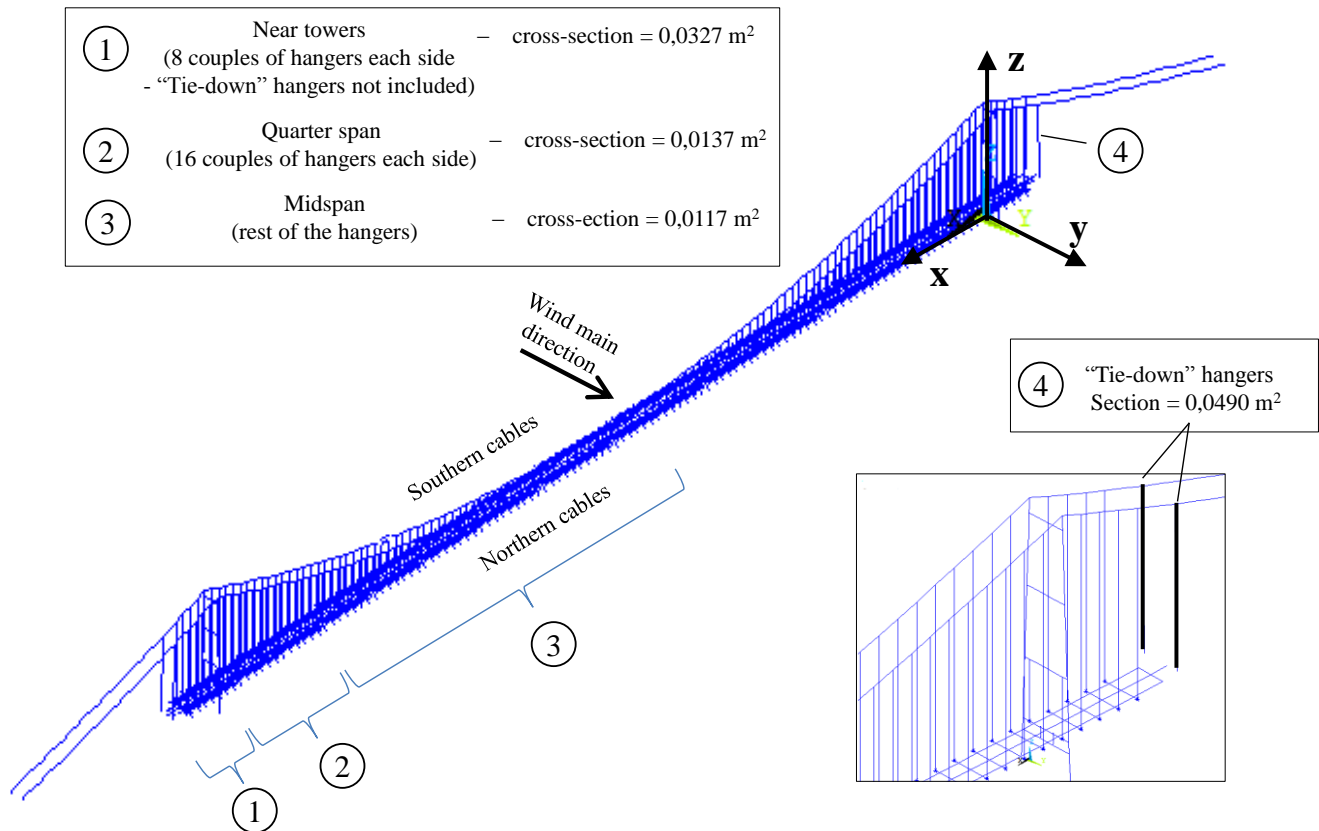 1
Near towers – cross-section = 0,0327 m²
(8 couples of hangers each side
- “Tie-down” hangers not included)
2
Quarter span – cross-section = 0,0137 m²
(16 couples of hangers each side)
3
Midspan – cross-ection = 0,0117 m²
(rest of the hangers)
z
4
Y
y
x
Wind main
direction
4
“Tie-down” hangers
Section = 0,0490 m²
Southern cables
Northern cables
3
2
1